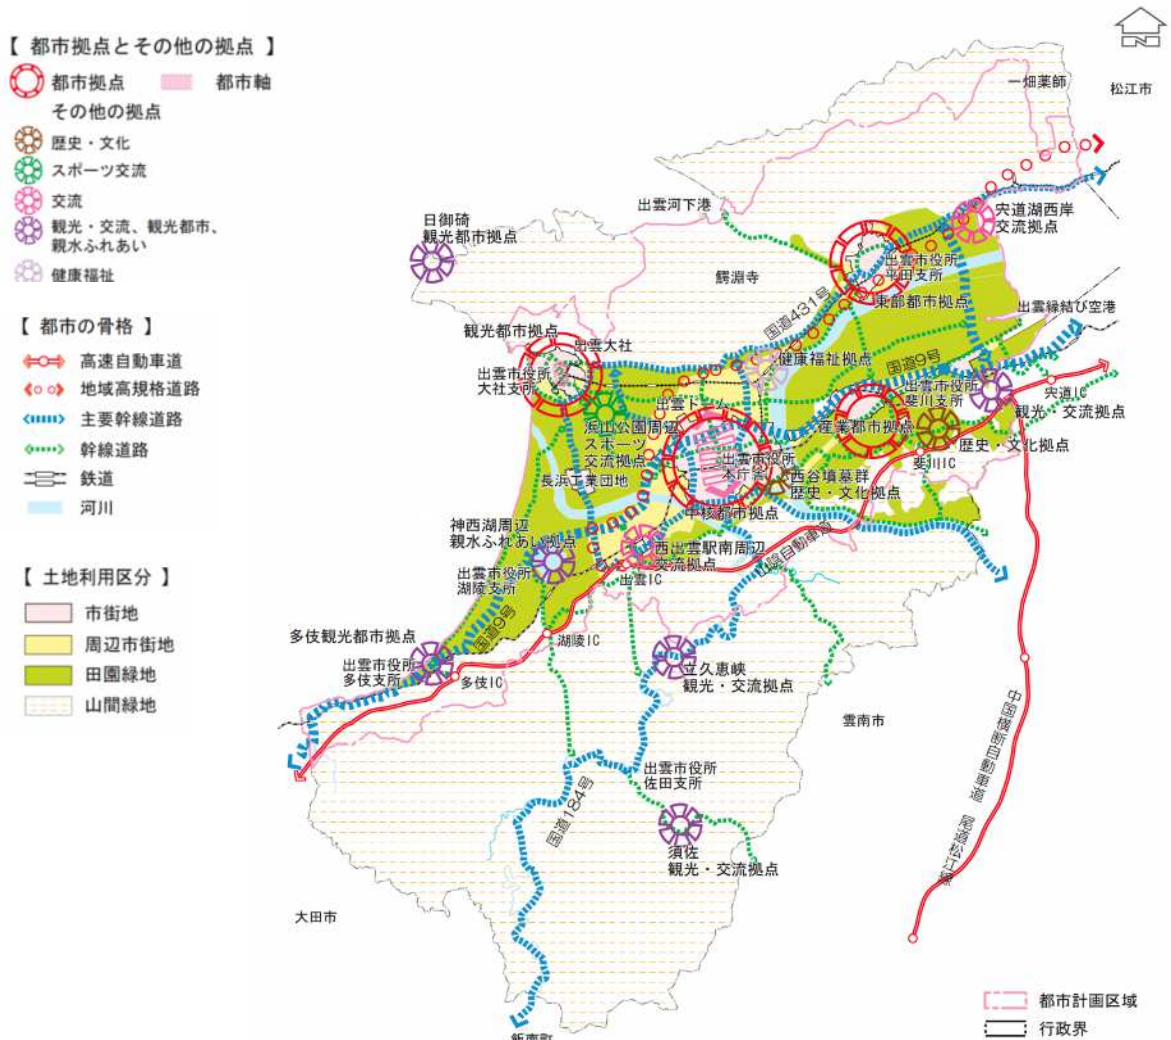 【 都市拠点とその他の拠点 】
都市拠点
都市軸
その他の拠点
歴史・文化
スポーツ交流
交流
観光・交流、観光都市、
親水ふれあい
健康福祉
【 都市の骨格 】
高速自動車道
地域高規格道路
主要幹線道路
幹線道路
鉄道
河川
【 土地利用区分 】
市街地
周辺市街地
田園緑地
山間緑地
N
一畑薬師
松江市
出雲河下港
宍道湖西岸
交流拠点
日御碕
観光都市拠点
鰐淵寺
出雲市役所
平田支所
東部都市拠点
国道431号
出雲縁結び空港
観光都市拠点
出雲大社
出雲市役所
大社支所
健康福祉拠点
国道9号
出雲市役所
斐川支所
宍道IC
観光・交流拠点
出雲ドーム
浜山公園周辺
スポーツ
交流拠点
産業都市拠点
歴史・文化拠点
斐川IC
出雲市役所
本庁舎
西谷墳墓群
歴史・文化拠点
長浜工業団地
中核都市拠点
神西湖周辺
親水ふれあい拠点
出雲市役所
湖陵支所
西出雲駅南周辺
交流拠点
出雲IC
山陰自動車道
国道9号
湖陵IC
多伎観光都市拠点
出雲市役所
多伎支所
多伎IC
立久恵峡
観光・交流拠点
雲南市
中国横断自動車道 尾道松江線
出雲市役所
佐田支所
国道184号
須佐
観光・交流拠点
大田市
飯南町
都市計画区域
行政界